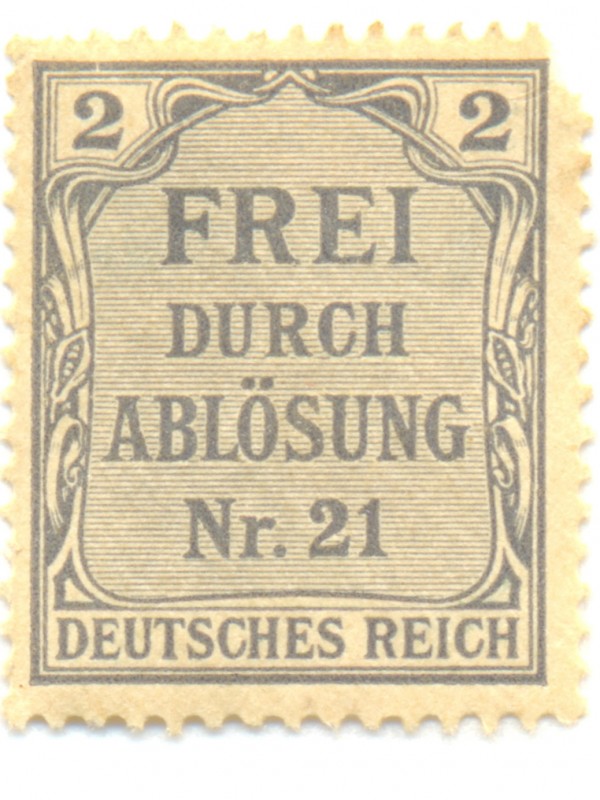 2 2
FREI
DURCH
ABLÖSUNG
Nr. 21
DEUTSCHES REICH